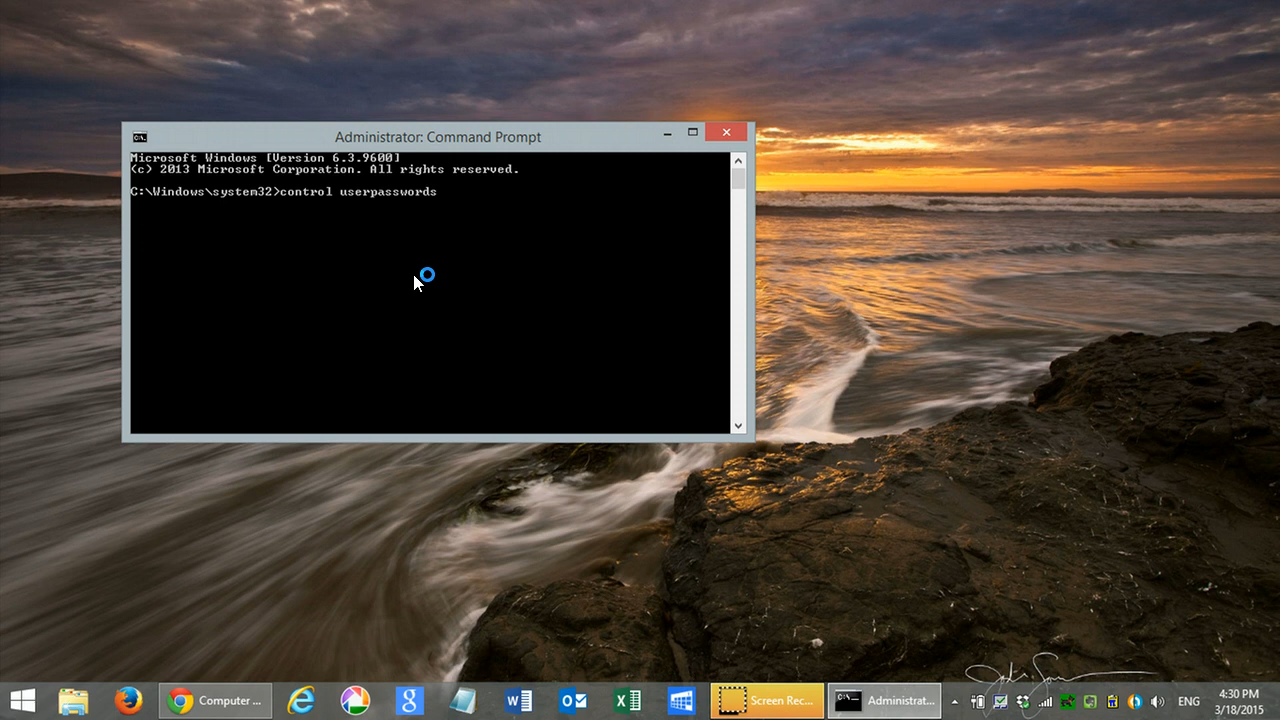 Administrator: Command Prompt
Microsoft Windows [Version 6.3.9600]
(c) 2013 Microsoft Corporation. All rights reserved.
C:\Windows\system32>control userpasswords
Computer ...
Screen Rec...
Administrat...
ENG
4:30 PM
3/18/2015